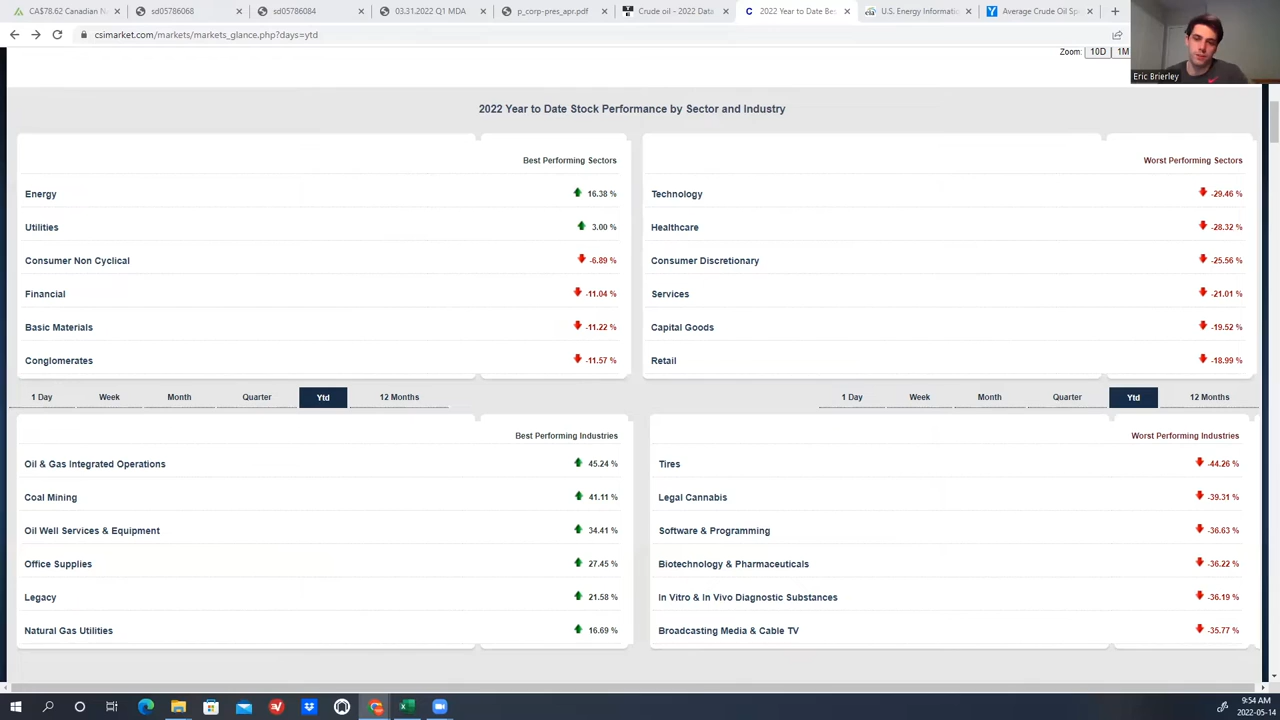 CA$78.62 Canadian N
sd05786068
sd05786084
03.31.2022 Q1 MDA
p_corp-pres_apr.pdf
Crude oil - 2022 Data
2022 Year to Date Bes
U.S. Energy Informatio
Average Crude Oil Sp
csimarket.com/markets/markets_glance.php?days=ytd
Zoom: 10D 1M
Eric Brierley
2022 Year to Date Stock Performance by Sector and Industry
Best Performing Sectors
Energy 16.38 %
Utilities 3.00 %
Consumer Non Cyclical -6.89 %
Financial -11.04 %
Basic Materials -11.22 %
Conglomerates -11.57 %
Worst Performing Sectors
Technology -29.46 %
Healthcare -28.32 %
Consumer Discretionary -25.56 %
Services -21.01 %
Capital Goods -19.52 %
Retail -18.99 %
1 Day Week Month Quarter Ytd 12 Months
1 Day Week Month Quarter Ytd 12 Months
Best Performing Industries
Oil & Gas Integrated Operations 45.24 %
Coal Mining 41.11 %
Oil Well Services & Equipment 34.41 %
Office Supplies 27.45 %
Legacy 21.58 %
Natural Gas Utilities 16.69 %
Worst Performing Industries
Tires -44.26 %
Legal Cannabis -39.31 %
Software & Programming -36.63 %
Biotechnology & Pharmaceuticals -36.22 %
In Vitro & In Vivo Diagnostic Substances -36.19 %
Broadcasting Media & Cable TV -35.77 %
9:54 AM
2022-05-14